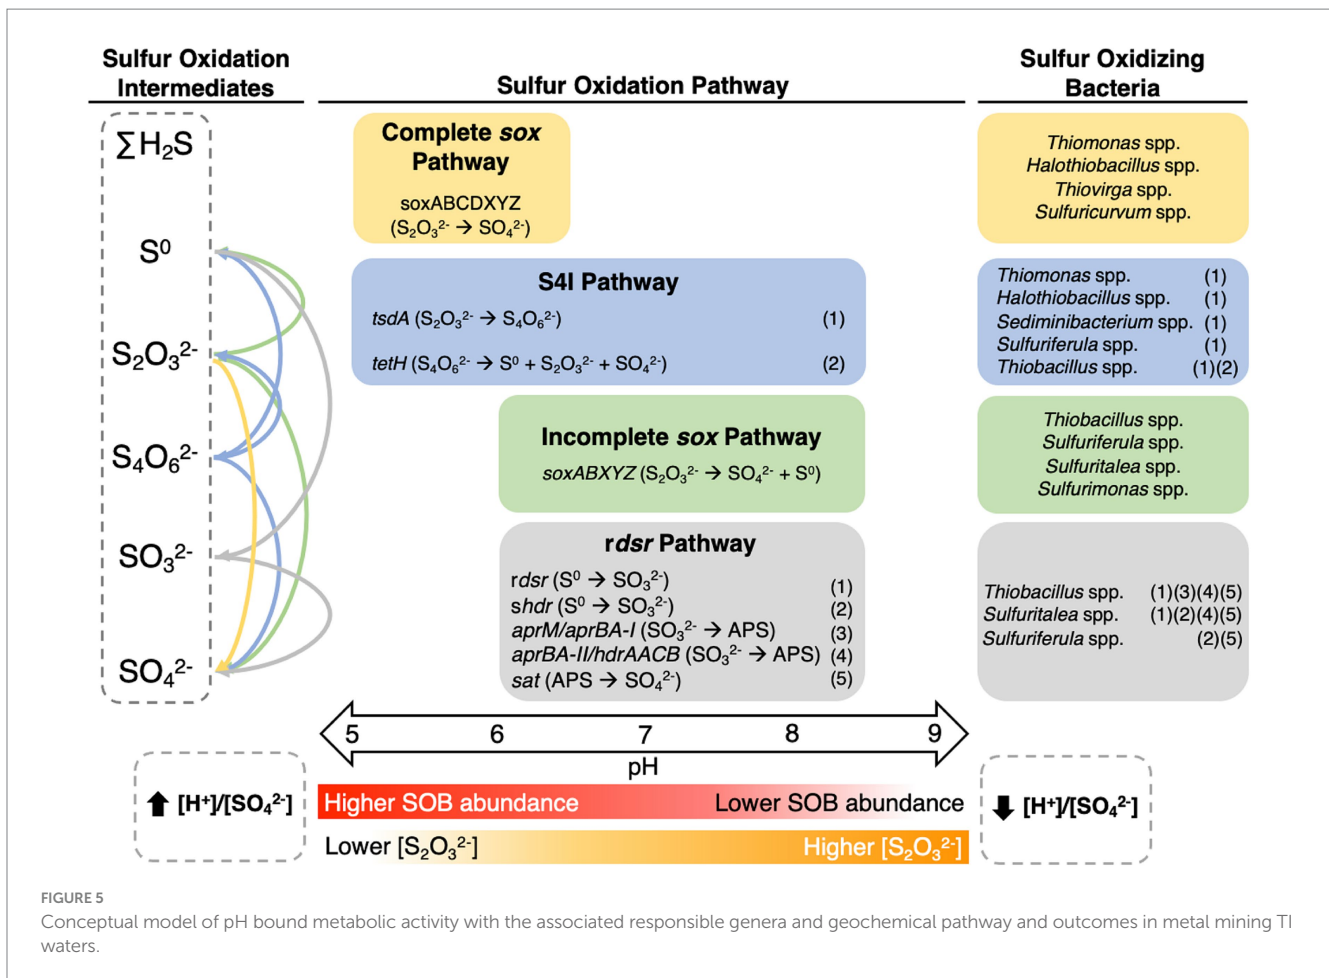 Sulfur Oxidation
Intermediates
Sulfur Oxidation Pathway
Sulfur Oxidizing
Bacteria
∑H₂S
S⁰
S₂O₃²⁻
S₄O₆²⁻
SO₃²⁻
SO₄²⁻
Complete sox
Pathway
soxABCDXYZ
(S₂O₃²⁻ → SO₄²⁻)
Thiomonas spp.
Halothiobacillus spp.
Thiovirga spp.
Sulfuricurvum spp.
S4I Pathway
tsdA (S₂O₃²⁻ → S₄O₆²⁻) (1)
tetH (S₄O₆²⁻ → S⁰ + S₂O₃²⁻ + SO₄²⁻) (2)
Thiomonas spp. (1)
Halothiobacillus spp. (1)
Sediminibacterium spp. (1)
Sulfuriferula spp. (1)
Thiobacillus spp. (1)(2)
Incomplete sox Pathway
soxABXYZ (S₂O₃²⁻ → SO₄²⁻ + S⁰)
Thiobacillus spp.
Sulfuriferula spp.
Sulfuritalea spp.
Sulfurimonas spp.
rdsr Pathway
rdsr (S⁰ → SO₃²⁻) (1)
shdr (S⁰ → SO₃²⁻) (2)
aprM/aprBA-I (SO₃²⁻ → APS) (3)
aprBA-II/hdrAACB (SO₃²⁻ → APS) (4)
sat (APS → SO₄²⁻) (5)
Thiobacillus spp. (1)(3)(4)(5)
Sulfuritalea spp. (1)(2)(4)(5)
Sulfuriferula spp. (2)(5)
5 6 7 8 9
pH
⬆ [H⁺]/[SO₄²⁻]
Higher SOB abundance Lower SOB abundance
Lower [S₂O₃²⁻] Higher [S₂O₃²⁻]
⬇ [H⁺]/[SO₄²⁻]
FIGURE 5
Conceptual model of pH bound metabolic activity with the associated responsible genera and geochemical pathway and outcomes in metal mining TI
waters.